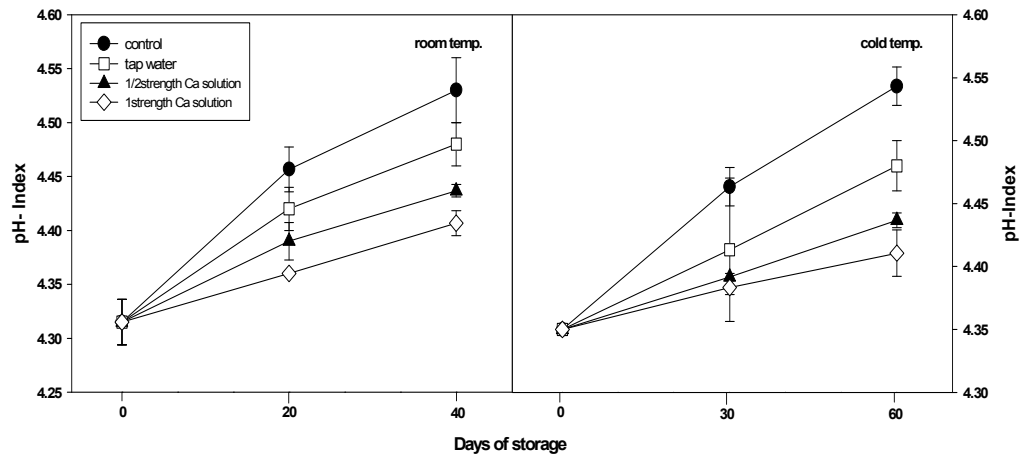 control
tap water
1/2strength Ca solution
1strength Ca solution
room temp.
cold temp.
pH- Index
4.60
4.55
4.50
4.45
4.40
4.35
4.30
4.25
0
20
40
0
30
60
4.60
4.55
4.50
4.45
4.40
4.35
4.30
pH-Index
Days of storage